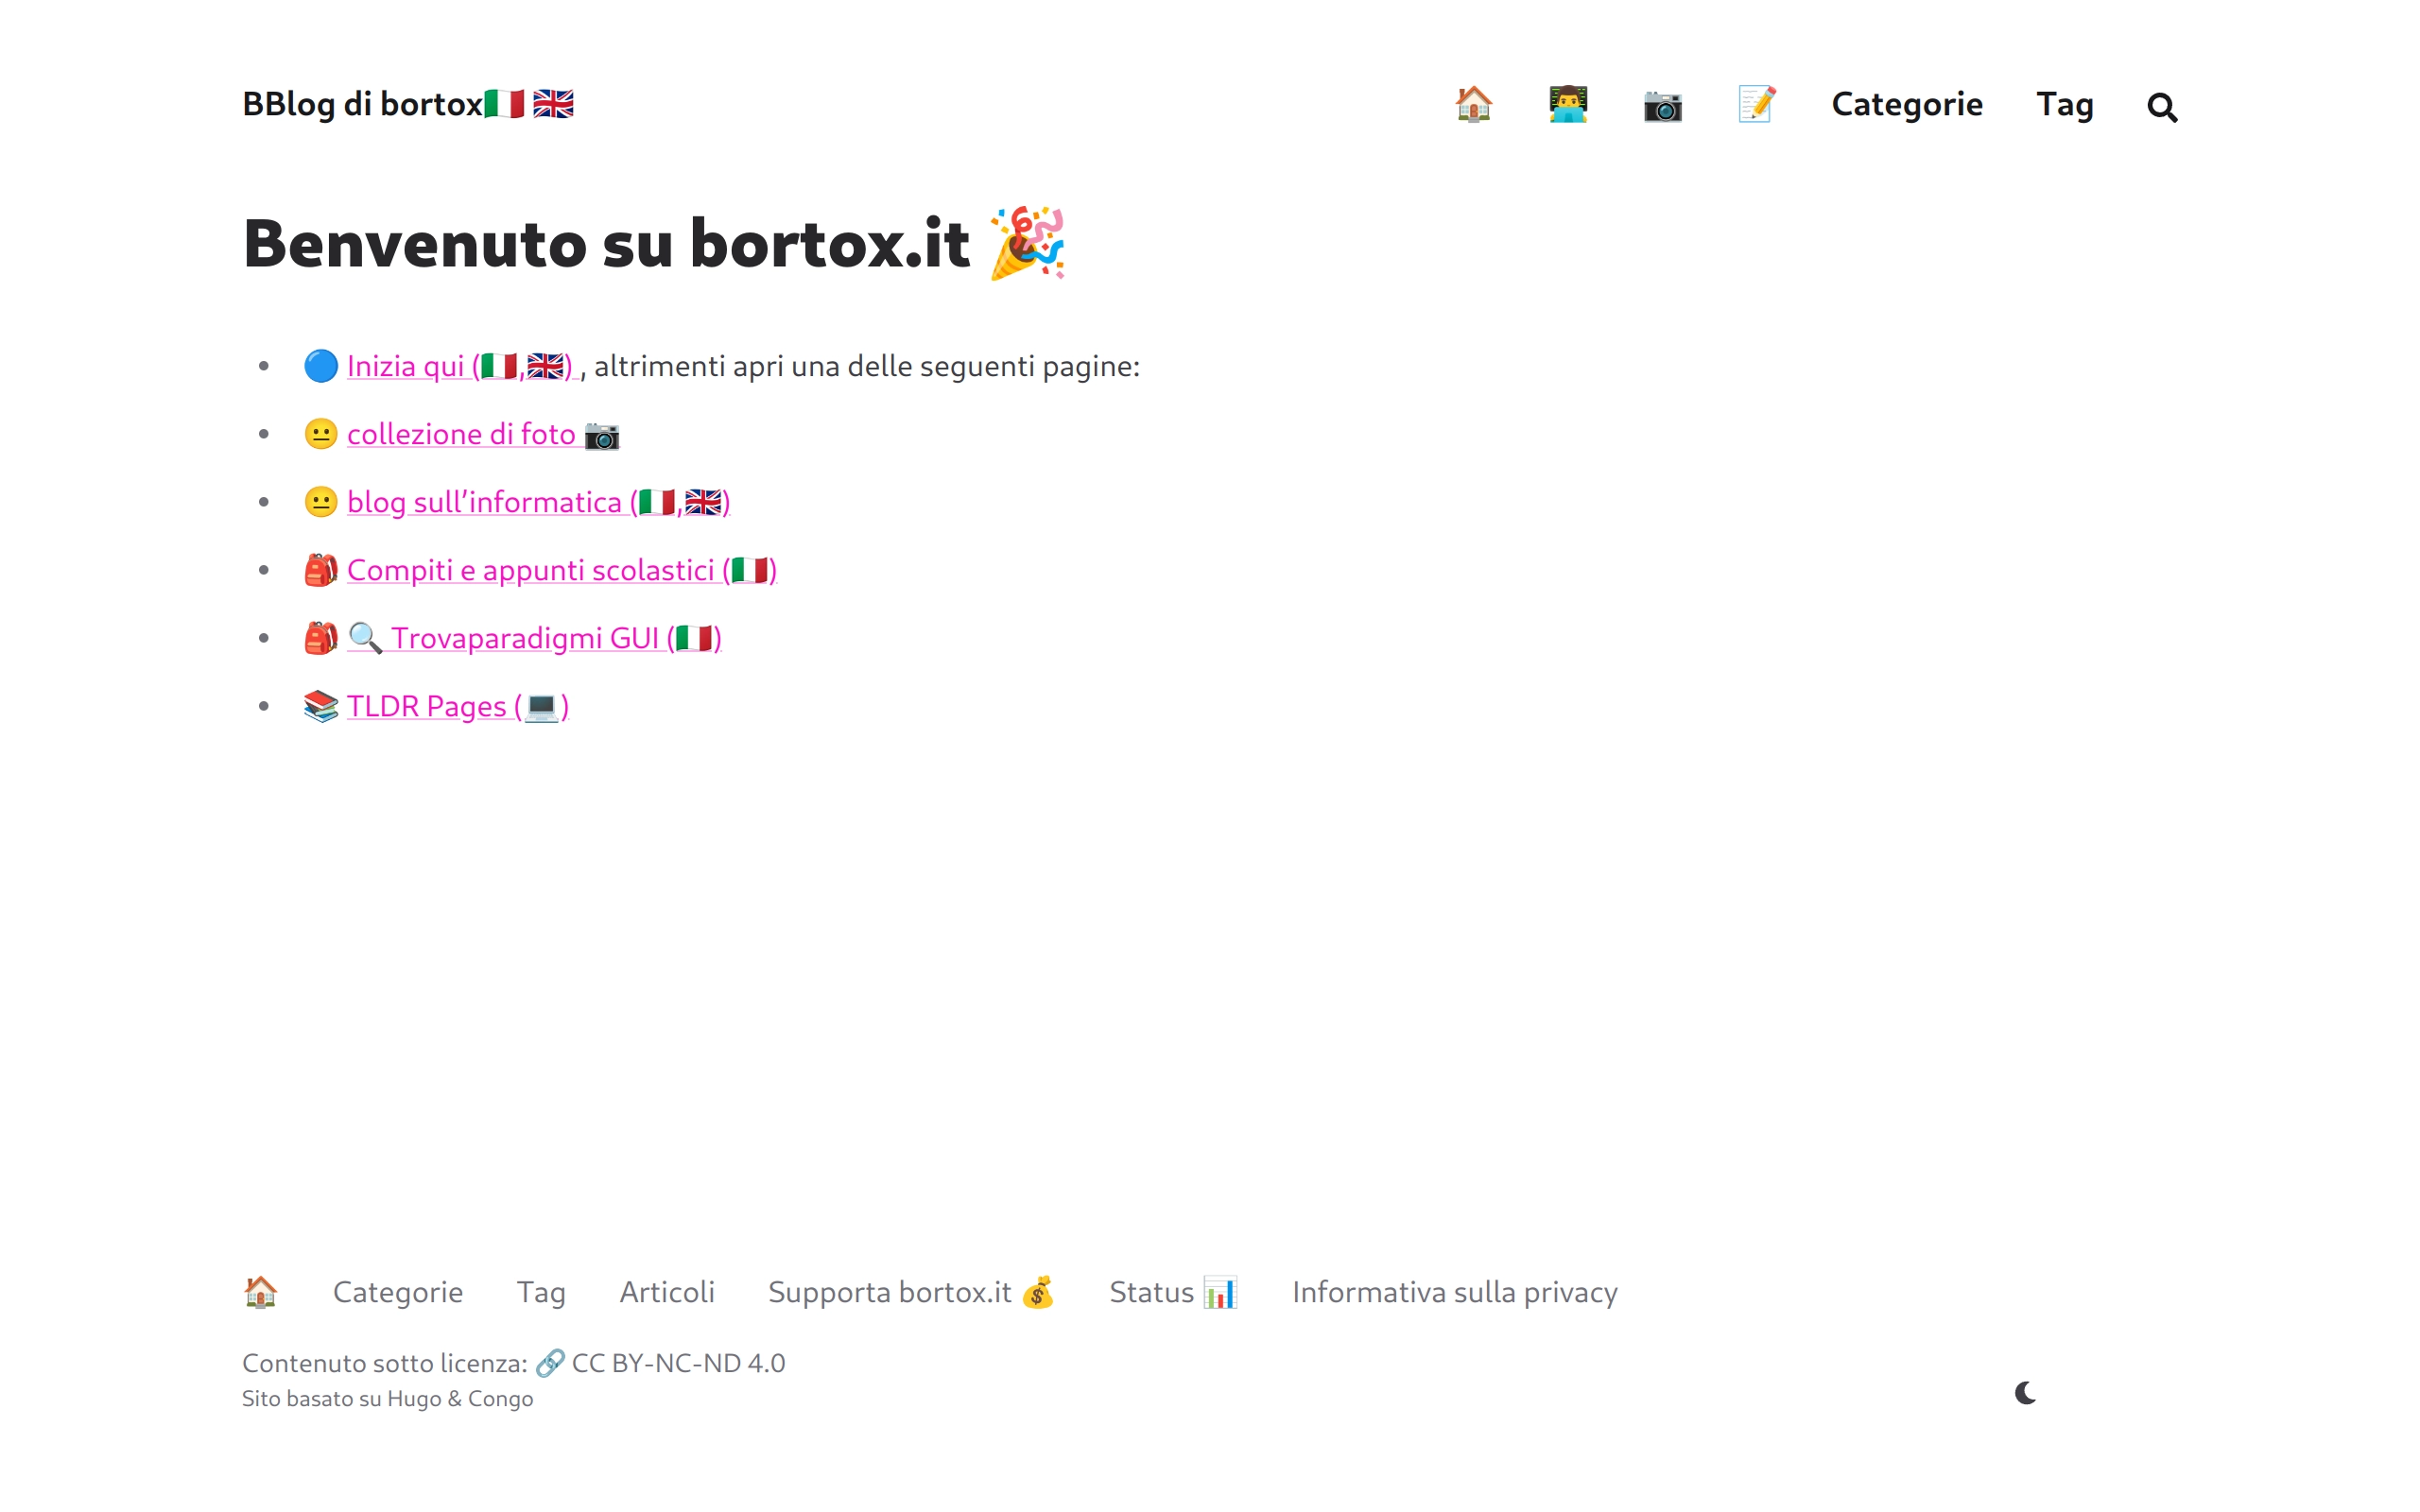 BBlog di bortox🇮🇹 🇬🇧
🏠 👨‍💻 📷 📝 Categorie Tag
Benvenuto su bortox.it 🎉
• 🔵 Inizia qui (🇮🇹,🇬🇧) , altrimenti apri una delle seguenti pagine:
• 😐 collezione di foto 📷
• 😐 blog sull’informatica (🇮🇹,🇬🇧)
• 🎒 Compiti e appunti scolastici (🇮🇹)
• 🎒 🔍 Trovaparadigmi GUI (🇮🇹)
• 📚 TLDR Pages (💻)
🏠 Categorie Tag Articoli Supporta bortox.it 💰 Status 📊 Informativa sulla privacy
Contenuto sotto licenza: 🔗 CC BY-NC-ND 4.0
Sito basato su Hugo & Congo